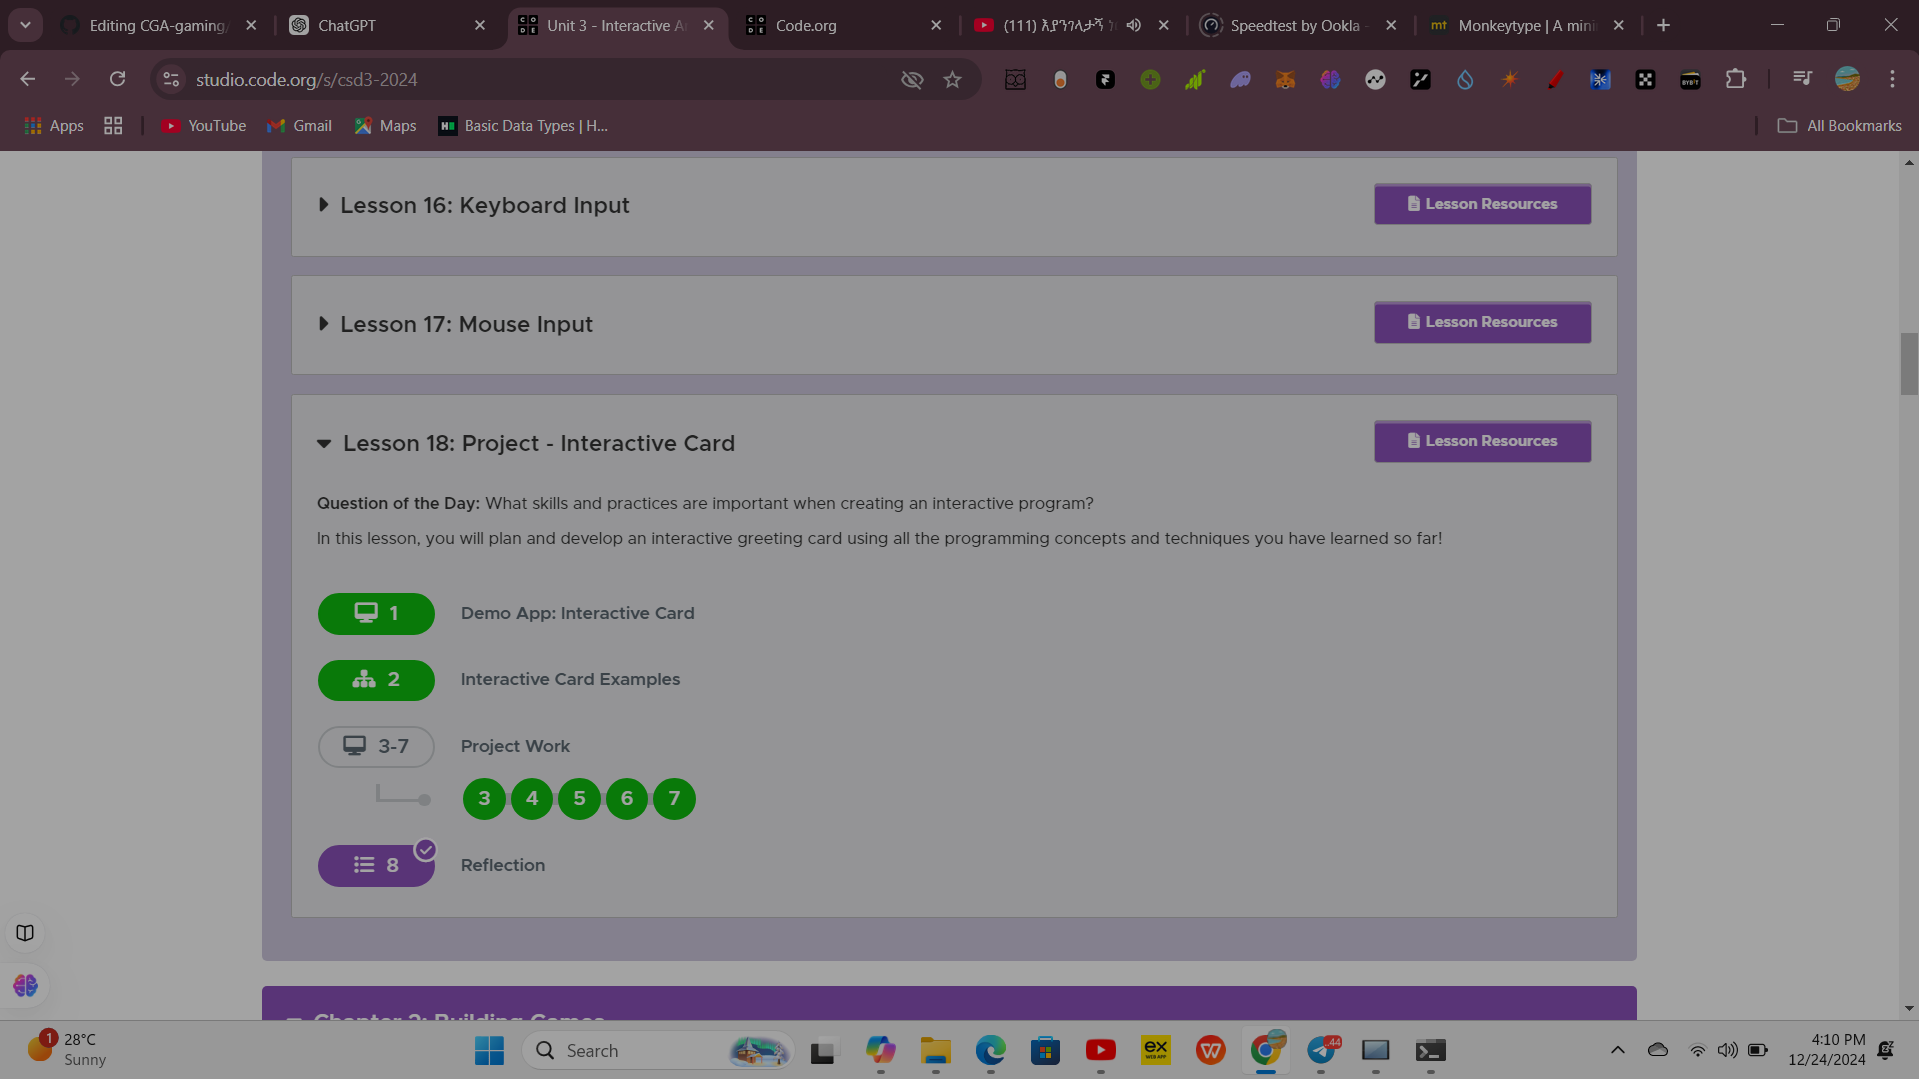 Editing CGA-gaming/
ChatGPT
Unit 3 - Interactive A
Code.org
(111) እያንገላታኝ
Speedtest by Ookla -
mt Monkeytype | A mini
studio.code.org/s/csd3-2024
Apps
YouTube
Gmail
Maps
Basic Data Types | H...
All Bookmarks
Lesson 16: Keyboard Input
Lesson Resources
Lesson 17: Mouse Input
Lesson Resources
Lesson 18: Project - Interactive Card
Lesson Resources
Question of the Day: What skills and practices are important when creating an interactive program?
In this lesson, you will plan and develop an interactive greeting card using all the programming concepts and techniques you have learned so far!
1 Demo App: Interactive Card
2 Interactive Card Examples
3-7 Project Work
3 4 5 6 7
8 Reflection
Chapter 2: Building Games
1
28°C
Sunny
Search
ex
WEB APP
44
4:10 PM
12/24/2024